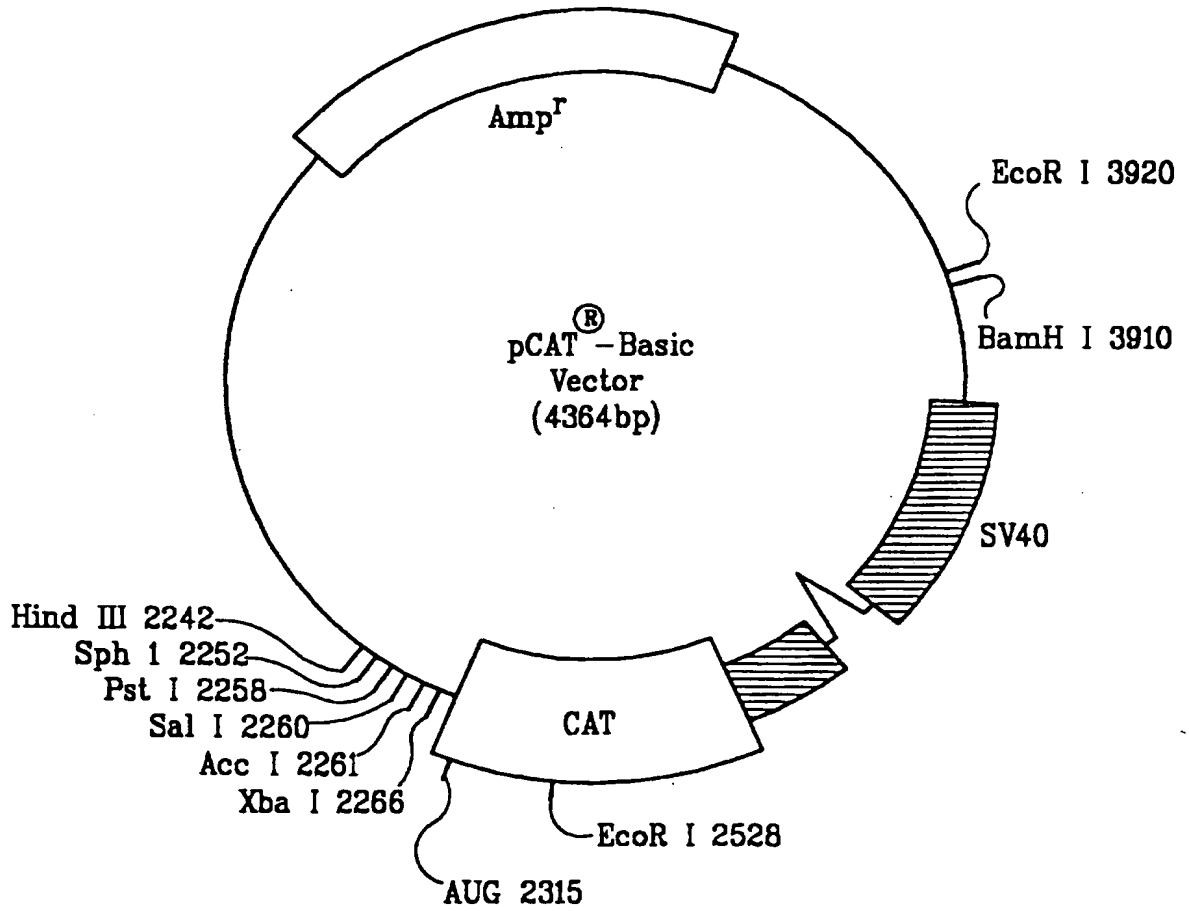 Amp^r
EcoR I 3920
BamH I 3910
pCAT®-Basic
Vector
(4364bp)
SV40
Hind III 2242
Sph 1 2252
Pst I 2258
Sal I 2260
Acc I 2261
Xba I 2266
CAT
EcoR I 2528
AUG 2315